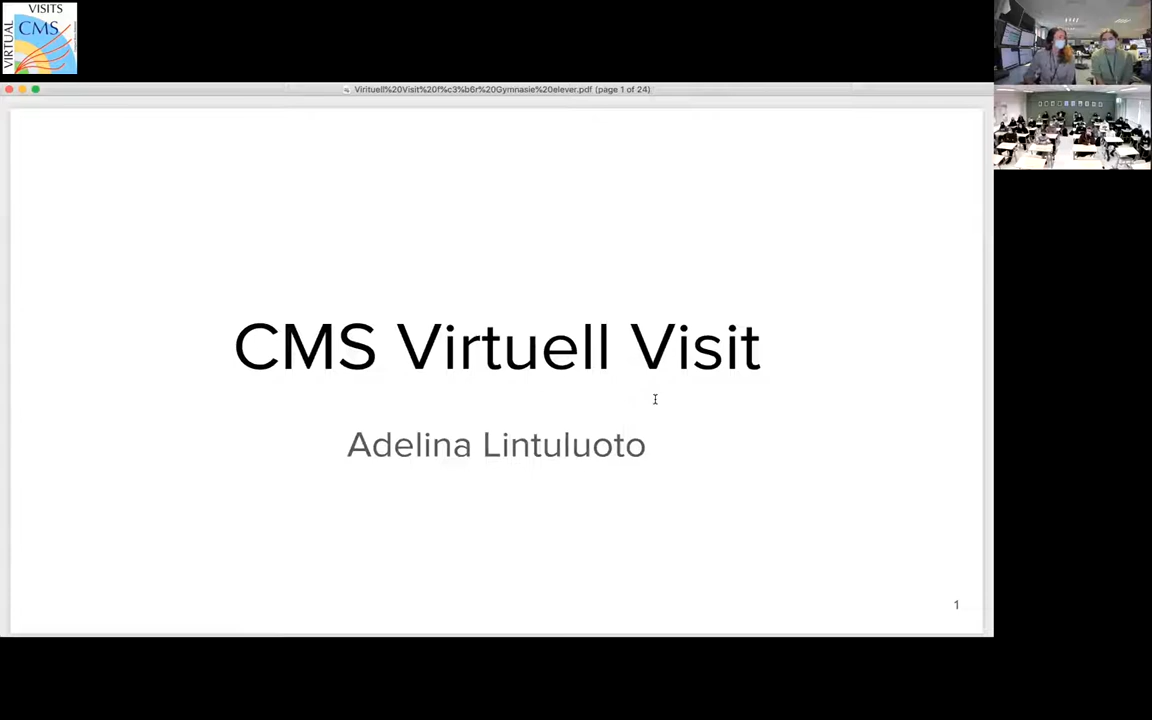 VISITS
CMS
VIRTUAL
Virituell%20Visit%20f%c3%b6r%20Gymnasie%20elever.pdf (page 1 of 24)
CMS Virtuell Visit
Adelina Lintuluoto
1